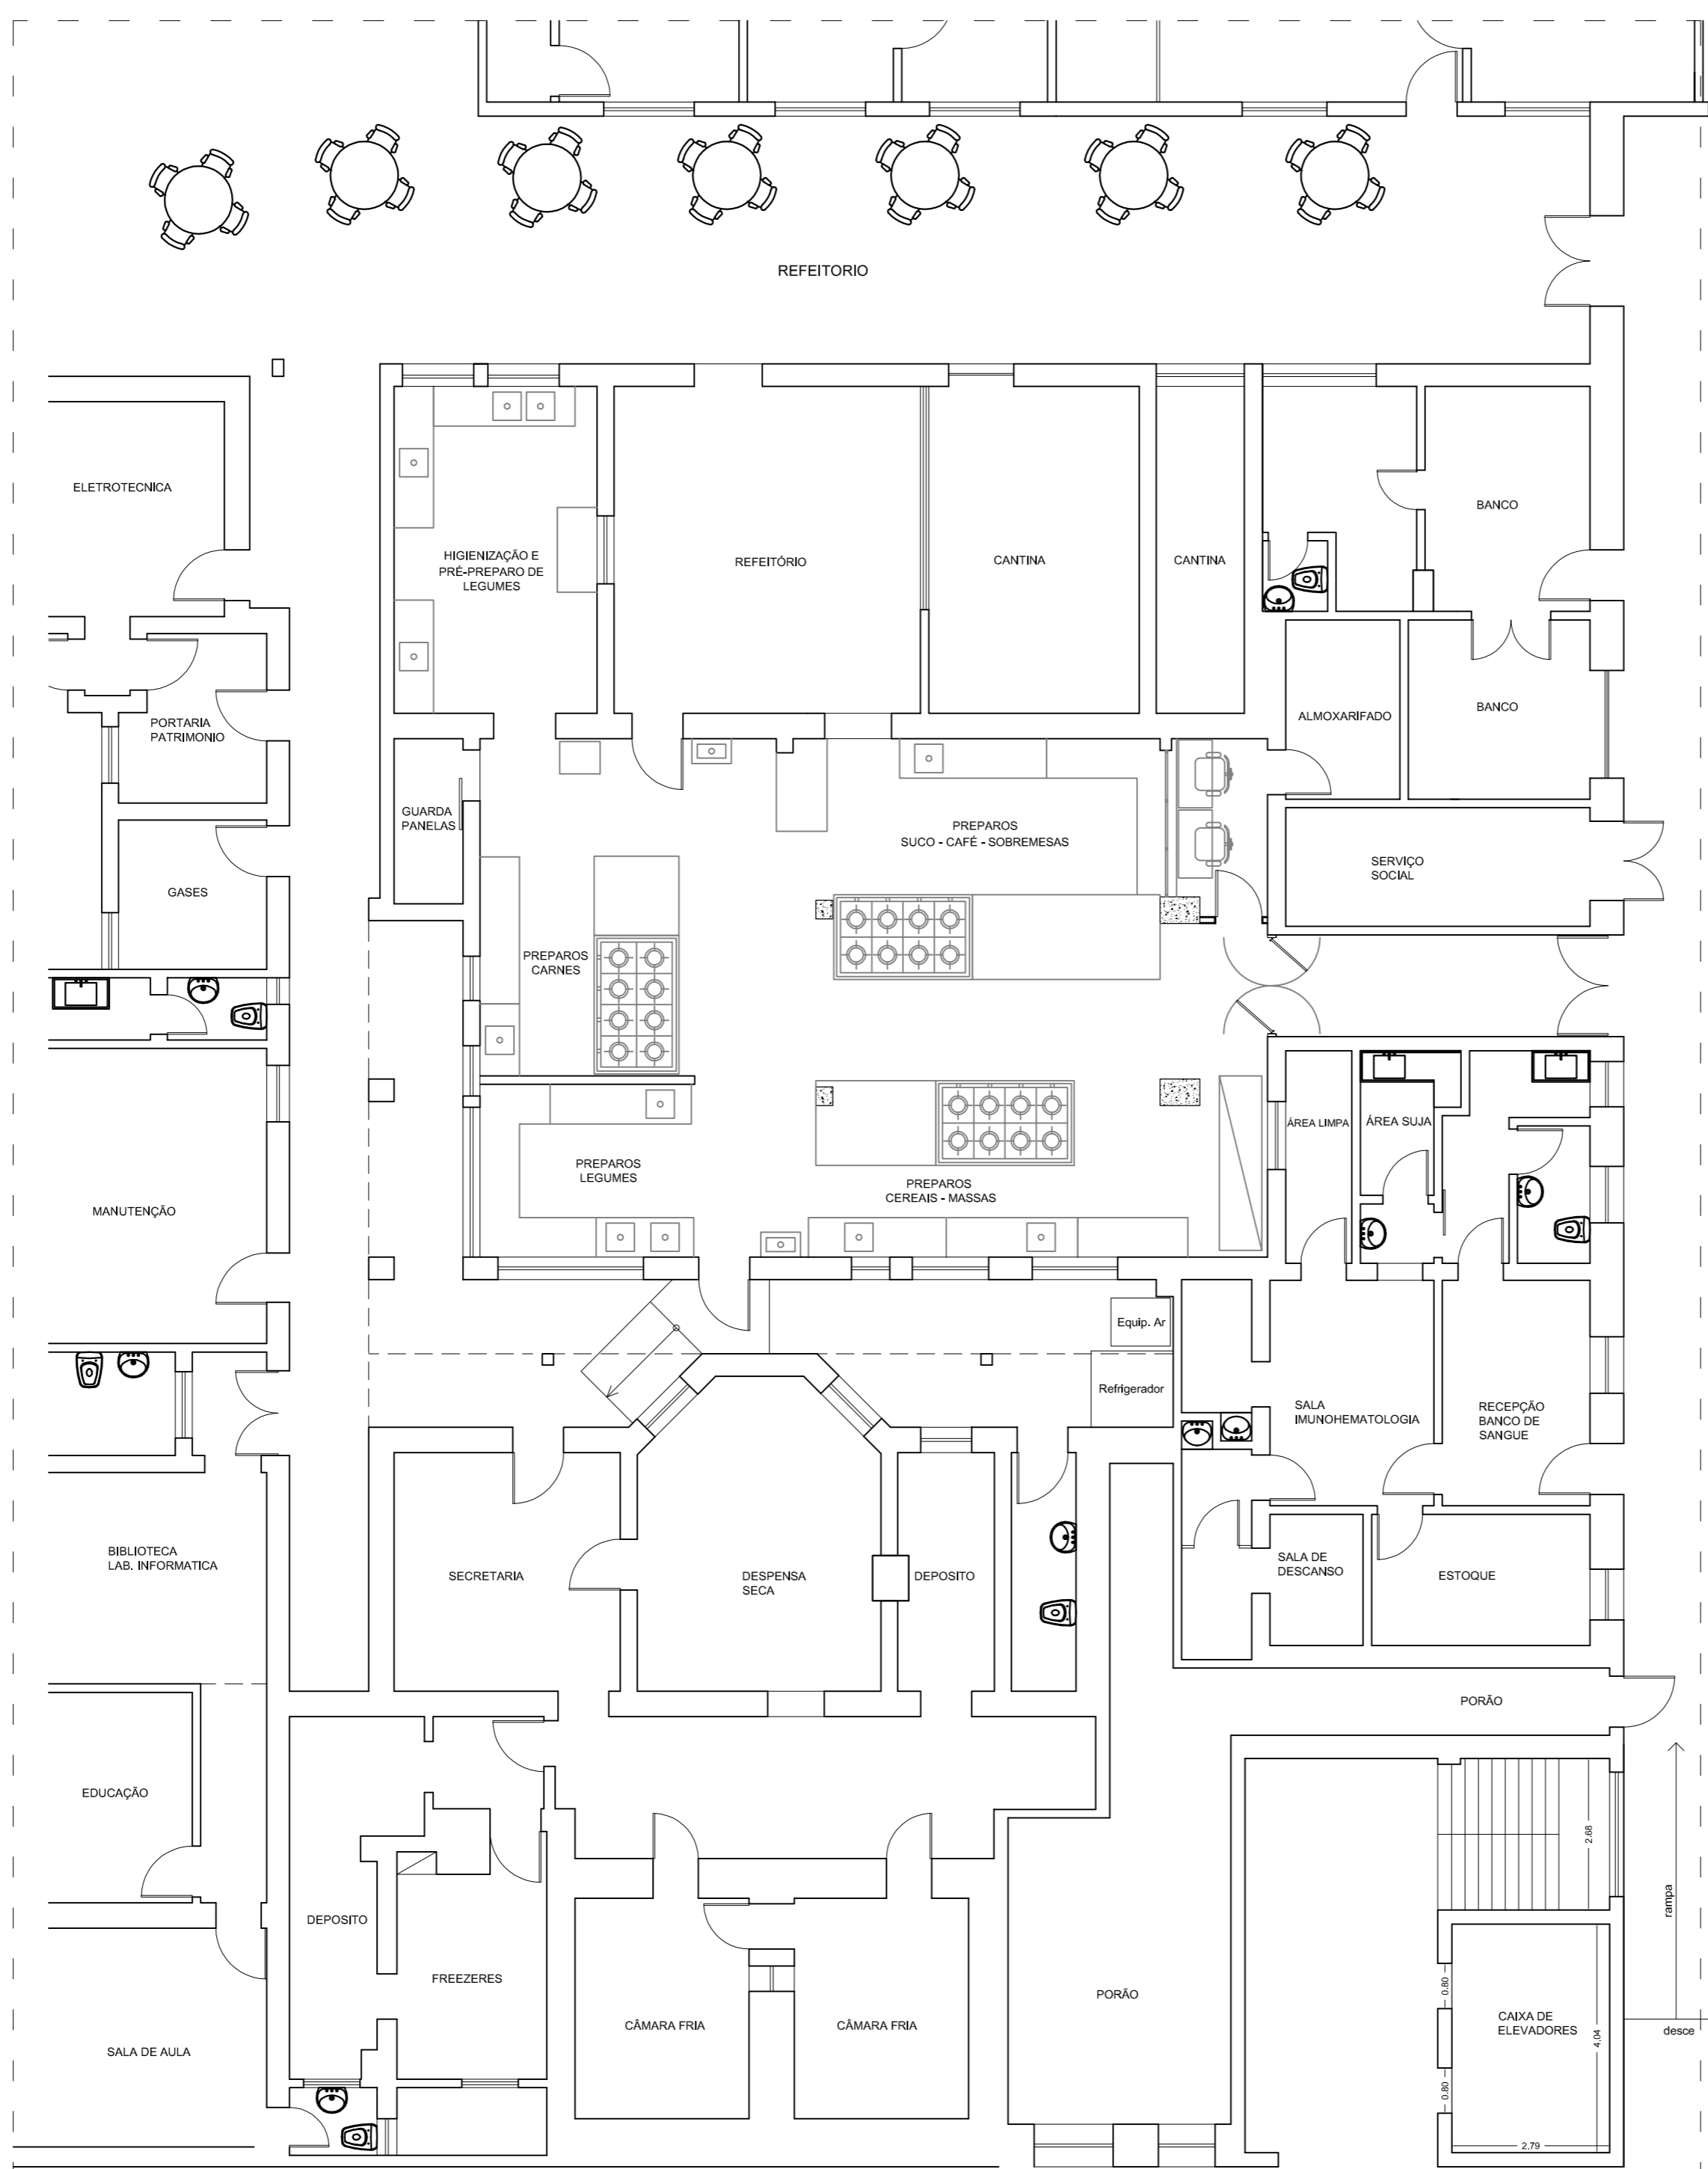 REFEITORIO
ELETROTECNICA
HIGIENIZAÇÃO E
PRÉ-PREPARO DE
LEGUMES
REFEITÓRIO
CANTINA
CANTINA
BANCO
PORTARIA
PATRIMONIO
ALMOXARIFADO
BANCO
GUARDA
PANELAS
PREPAROS
SUCO - CAFÉ - SOBREMESAS
SERVIÇO
SOCIAL
GASES
PREPAROS
CARNES
ÁREA LIMPA
ÁREA SUJA
PREPAROS
LEGUMES
PREPAROS
CEREAIS - MASSAS
MANUTENÇÃO
Equip. Ar
Refrigerador
SALA
IMUNOHEMATOLOGIA
RECEPÇÃO
BANCO DE
SANGUE
BIBLIOTECA
LAB. INFORMATICA
SECRETARIA
DESPENSA
SECA
DEPOSITO
SALA DE
DESCANSO
ESTOQUE
PORÃO
EDUCAÇÃO
2.68
rampa
DEPOSITO
FREEZERES
CÂMARA FRIA
CÂMARA FRIA
PORÃO
0.80
CAIXA DE
ELEVADORES
4.04
desce
SALA DE AULA
0.80
2.79